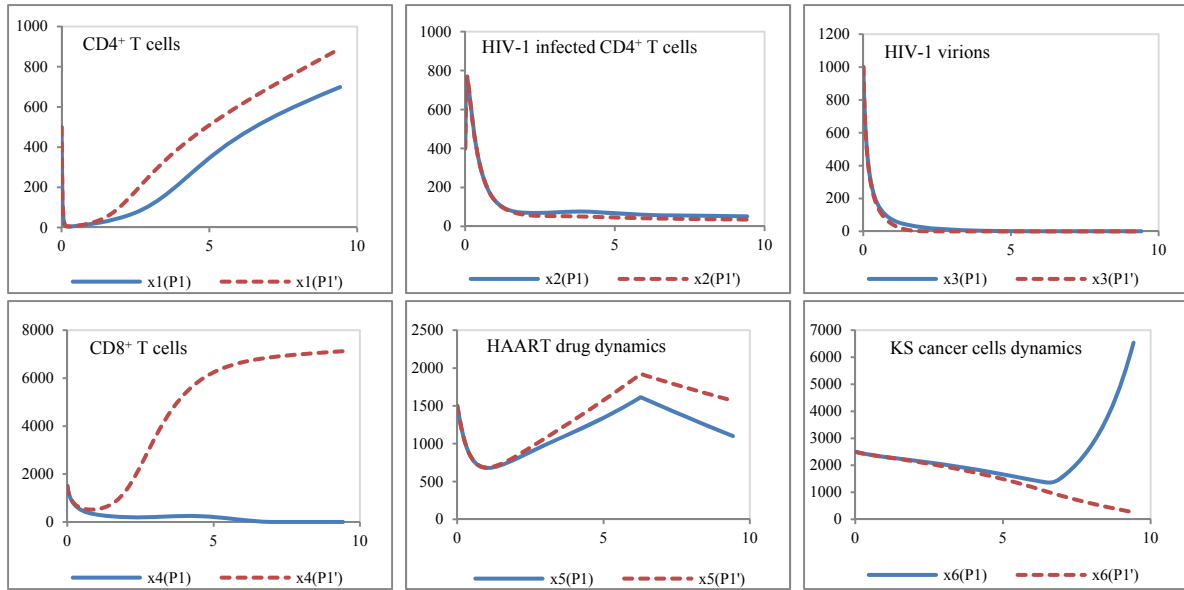 CD4⁺ T cells
1000
800
600
400
200
0
0 5 10
x1(P1) x1(P1')
HIV-1 infected CD4⁺ T cells
1000
800
600
400
200
0
0 5 10
x2(P1) x2(P1')
HIV-1 virions
1200
1000
800
600
400
200
0
0 5 10
x3(P1) x3(P1')
CD8⁺ T cells
8000
6000
4000
2000
0
0 5 10
x4(P1) x4(P1')
HAART drug dynamics
2500
2000
1500
1000
500
0
0 5 10
x5(P1) x5(P1')
KS cancer cells dynamics
7000
6000
5000
4000
3000
2000
1000
0
0 5 10
x6(P1) x6(P1')